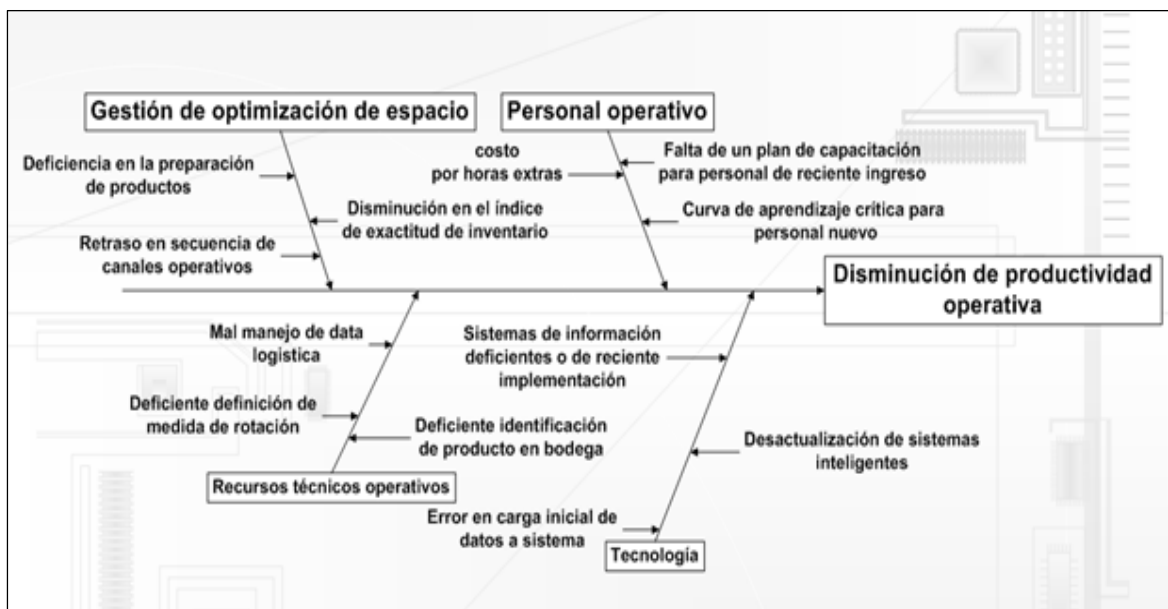 Gestión de optimización de espacio
Personal operativo
Deficiencia en la preparación
de productos
Disminución en el índice
de exactitud de inventario
Retraso en secuencia de
canales operativos
costo
por horas extras
Falta de un plan de capacitación
para personal de reciente ingreso
Curva de aprendizaje crítica para
personal nuevo
Disminución de productividad
operativa
Mal manejo de data
logistica
Deficiente definición de
medida de rotación
Deficiente identificación
de producto en bodega
Recursos técnicos operativos
Sistemas de información
deficientes o de reciente
implementación
Desactualización de sistemas
inteligentes
Error en carga inicial de
datos a sistema
Tecnología